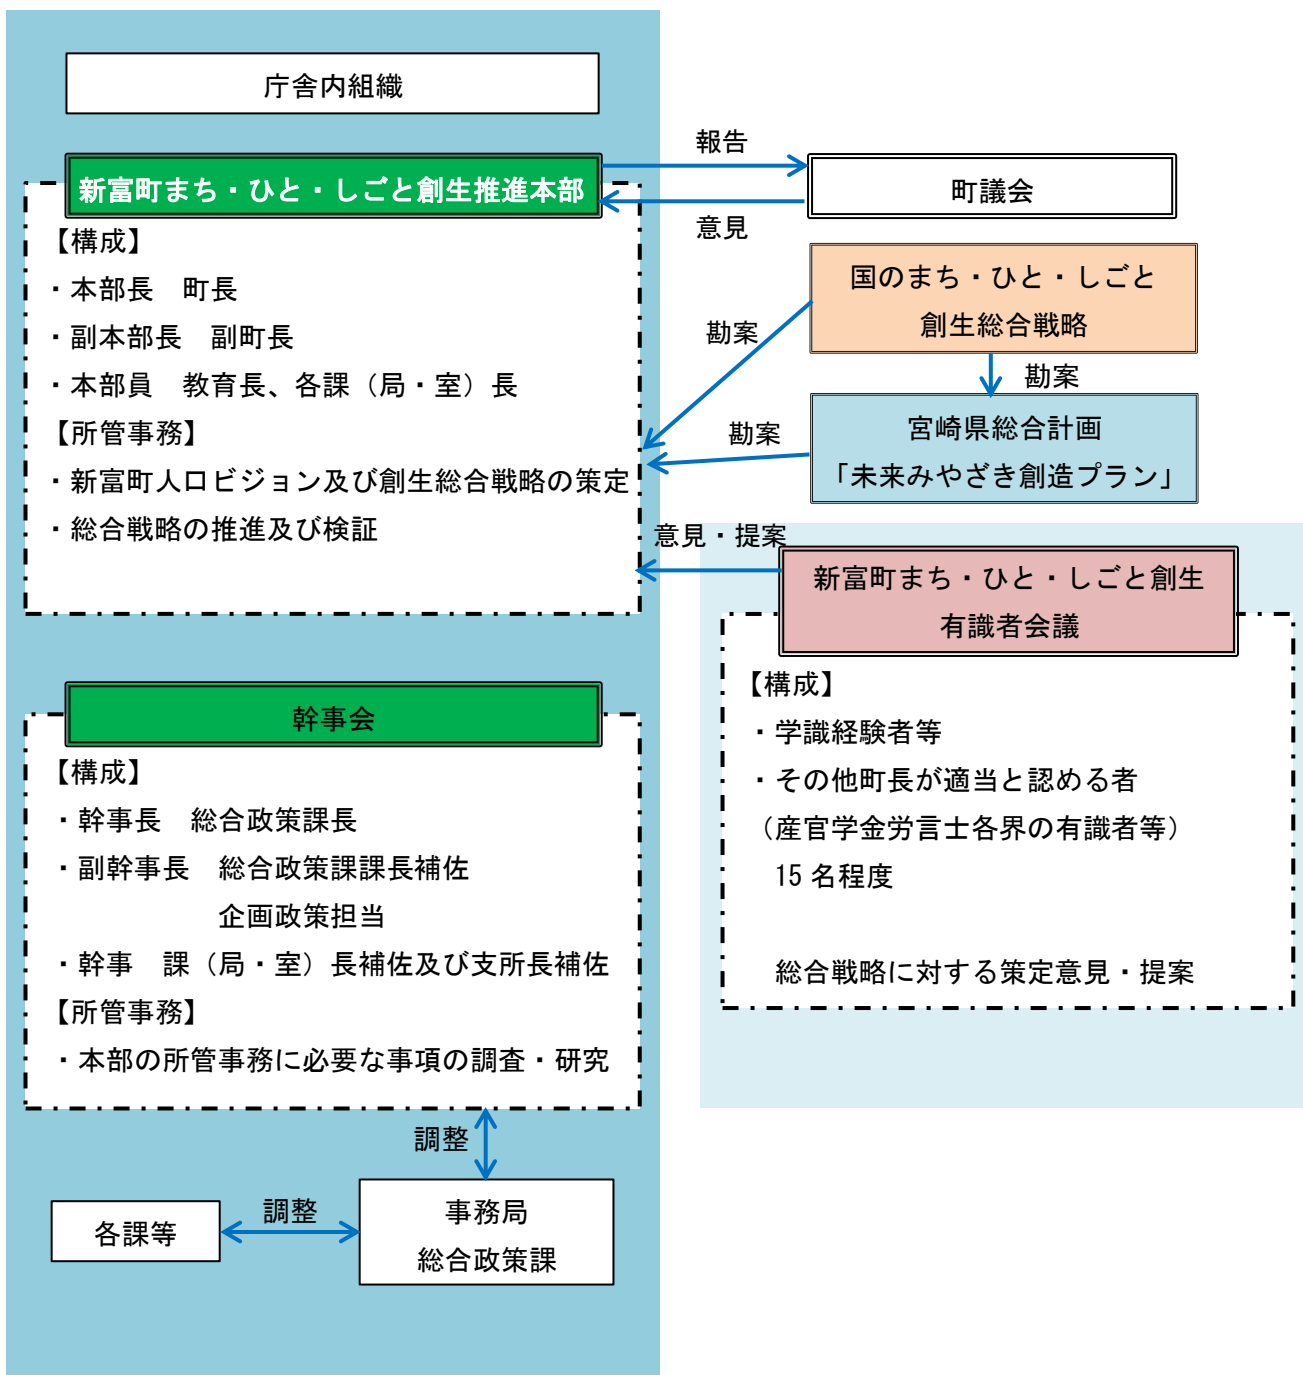 庁舎内組織
新富町まち・ひと・しごと創生推進本部
【構成】
・本部長　町長
・副本部長　副町長
・本部員　教育長、各課（局・室）長
【所管事務】
・新富町人口ビジョン及び創生総合戦略の策定
・総合戦略の推進及び検証
報告
意見
町議会
国のまち・ひと・しごと
創生総合戦略
勘案
勘案
勘案
宮崎県総合計画
「未来みやざき創造プラン」
意見・提案
新富町まち・ひと・しごと創生
有識者会議
【構成】
・学識経験者等
・その他町長が適当と認める者
（産官学金労言士各界の有識者等）
15 名程度
総合戦略に対する策定意見・提案
幹事会
【構成】
・幹事長　総合政策課長
・副幹事長　総合政策課課長補佐
企画政策担当
・幹事　課（局・室）長補佐及び支所長補佐
【所管事務】
・本部の所管事務に必要な事項の調査・研究
調整
事務局
総合政策課
調整
各課等